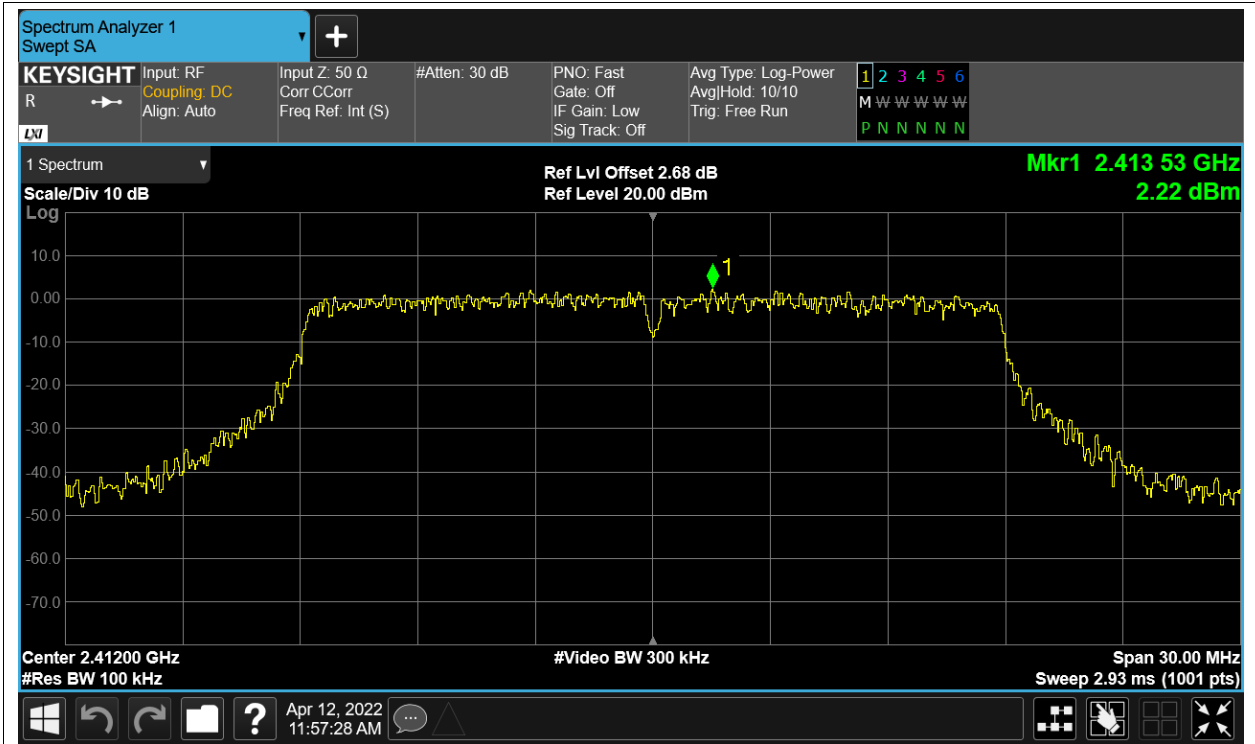 Spectrum Analyzer 1
Swept SA
KEYSIGHT
R
LXI
Input: RF
Coupling: DC
Align: Auto
Input Z: 50 Ω
Corr CCorr
Freq Ref: Int (S)
#Atten: 30 dB
PNO: Fast
Gate: Off
IF Gain: Low
Sig Track: Off
Avg Type: Log-Power
Avg|Hold: 10/10
Trig: Free Run
1 2 3 4 5 6
M W W W W W
P N N N N N
1 Spectrum
Scale/Div 10 dB
Log
Ref Lvl Offset 2.68 dB
Ref Level 20.00 dBm
Mkr1 2.413 53 GHz
2.22 dBm
1
10.0
0.00
-10.0
-20.0
-30.0
-40.0
-50.0
-60.0
-70.0
Center 2.41200 GHz
#Video BW 300 kHz
Span 30.00 MHz
#Res BW 100 kHz
Sweep 2.93 ms (1001 pts)
?
Apr 12, 2022
11:57:28 AM